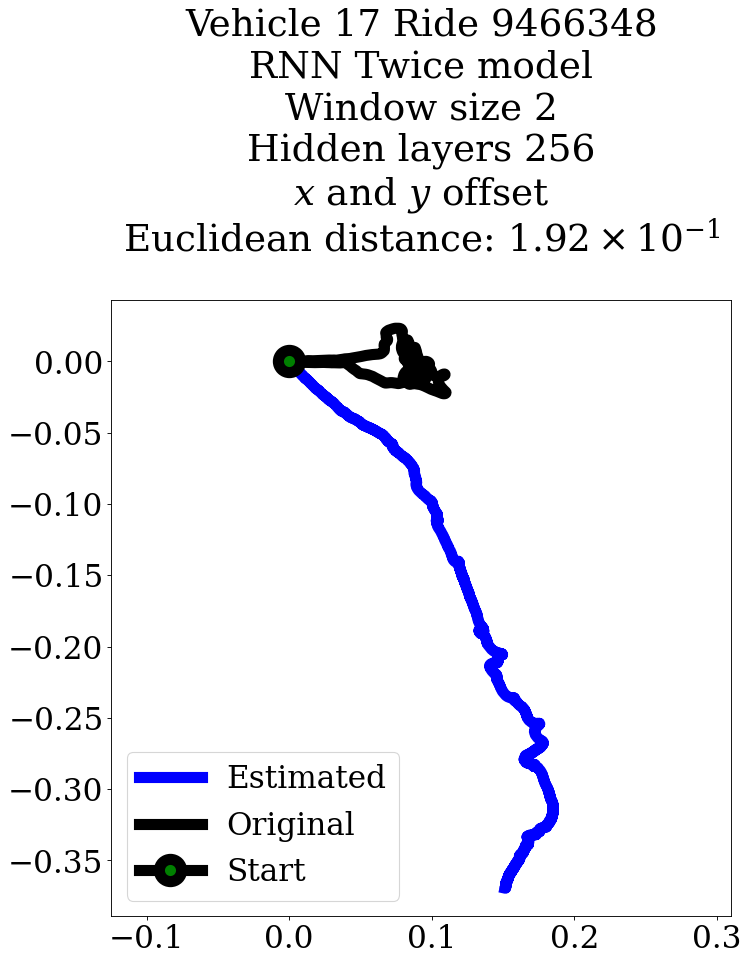 Vehicle 17 Ride 9466348
RNN Twice model
Window size 2
Hidden layers 256
x and y offset
Euclidean distance: 1.92 × 10⁻¹
0.00
−0.05
−0.10
−0.15
−0.20
−0.25
−0.30
−0.35
Estimated
Original
Start
−0.1 0.0 0.1 0.2 0.3